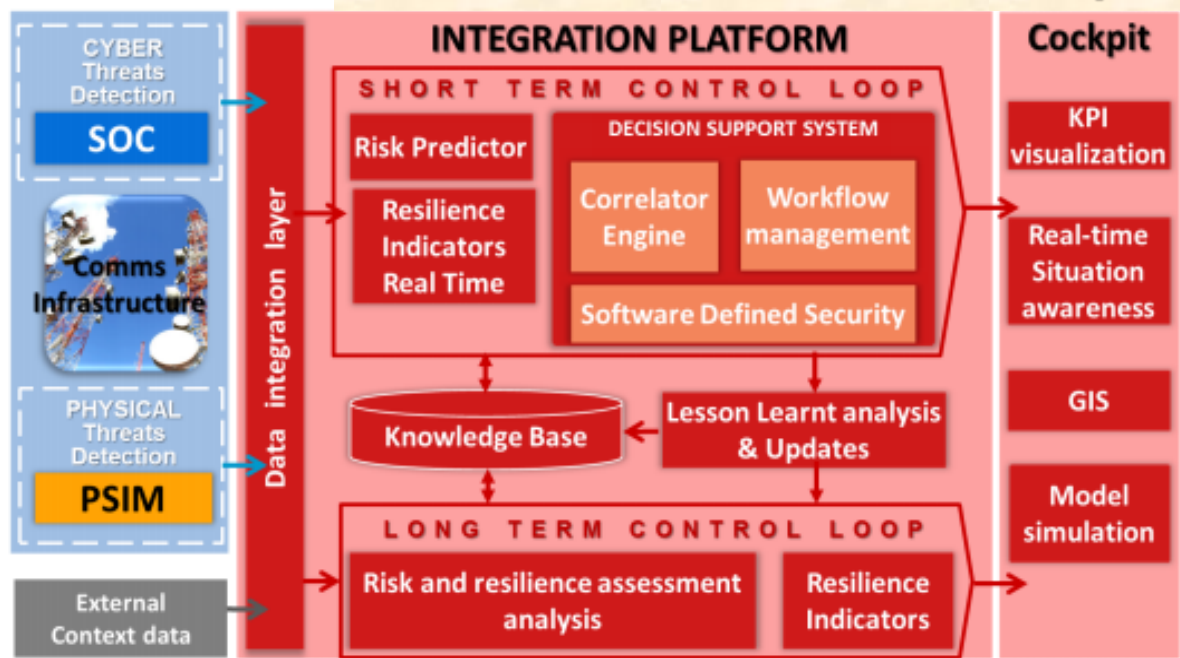 CYBER
Threats
Detection
SOC
Comms
Infrastructure
PHYSICAL
Threats
Detection
PSIM
External
Context data
Data integration layer
INTEGRATION PLATFORM
SHORT TERM CONTROL LOOP
Risk Predictor
Resilience
Indicators
Real Time
DECISION SUPPORT SYSTEM
Correlator
Engine
Workflow
management
Software Defined Security
Knowledge Base
Lesson Learnt analysis
& Updates
LONG TERM CONTROL LOOP
Risk and resilience assessment
analysis
Resilience
Indicators
Cockpit
KPI
visualization
Real-time
Situation
awareness
GIS
Model
simulation